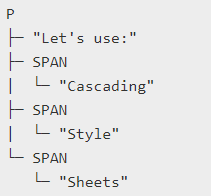 P
├─ "Let's use:"
├─ SPAN
│  └─ "Cascading"
├─ SPAN
│  └─ "Style"
└─ SPAN
   └─ "Sheets"